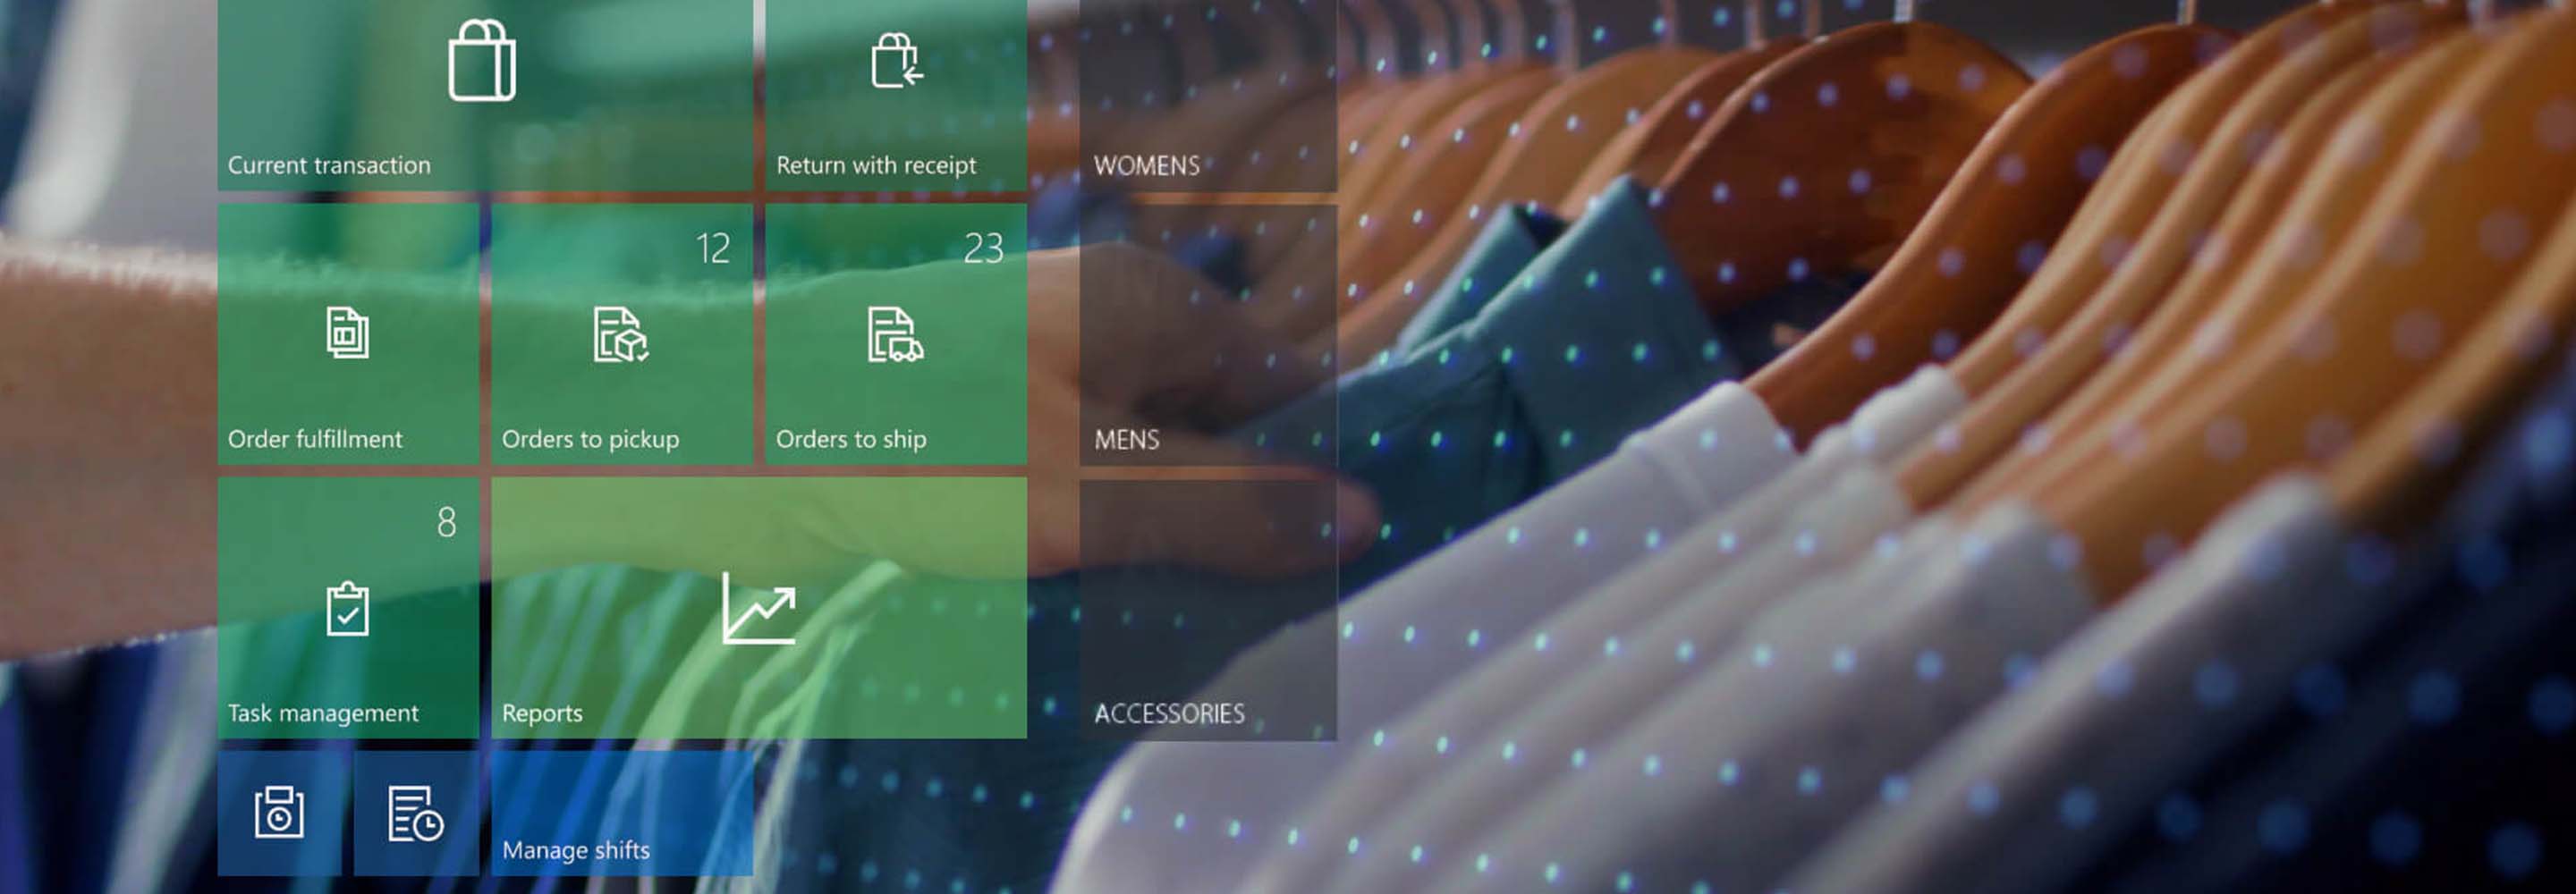 Current transaction
Return with receipt
WOMENS
12
23
Order fulfillment
Orders to pickup
Orders to ship
MENS
8
Task management
Reports
ACCESSORIES
Manage shifts